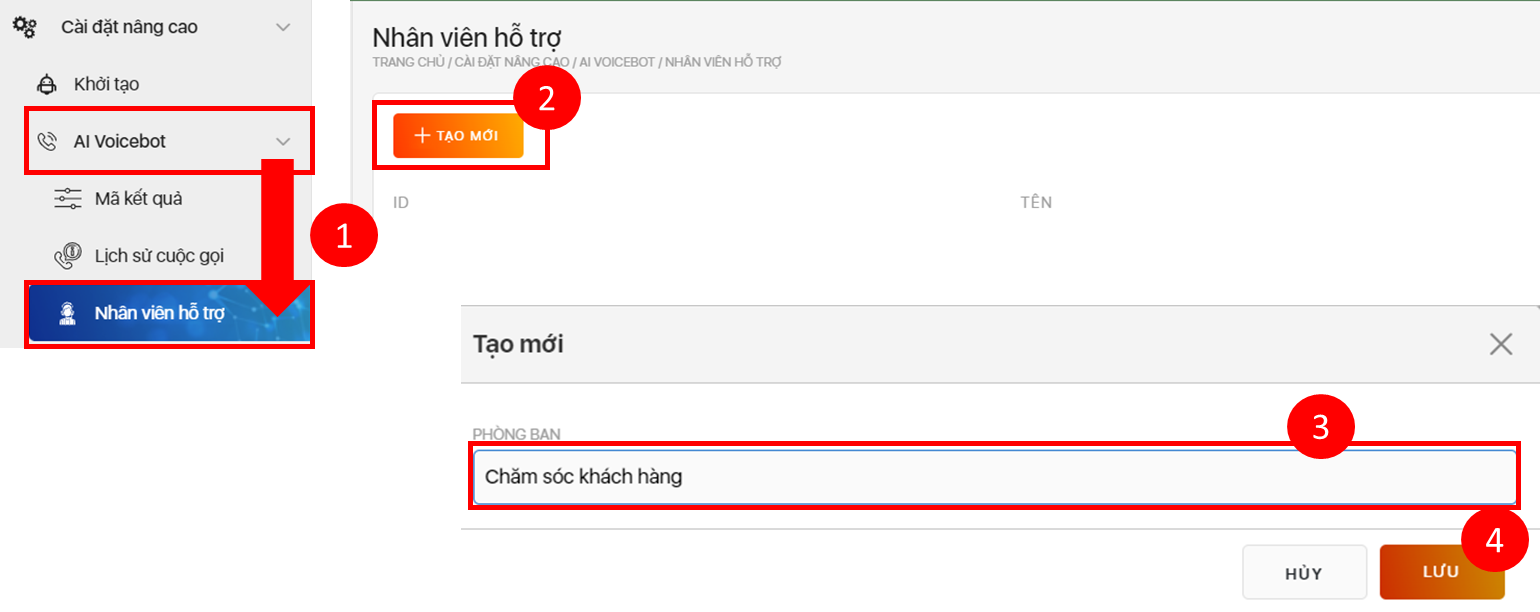 Cài đặt nâng cao
Khởi tạo
AI Voicebot
Mã kết quả
Lịch sử cuộc gọi
Nhân viên hỗ trợ
1
Nhân viên hỗ trợ
TRANG CHỦ / CÀI ĐẶT NÂNG CAO / AI VOICEBOT / NHÂN VIÊN HỖ TRỢ
2
+ TẠO MỚI
ID TÊN
Tạo mới
PHÒNG BAN
3
Chăm sóc khách hàng
4
HỦY LƯU